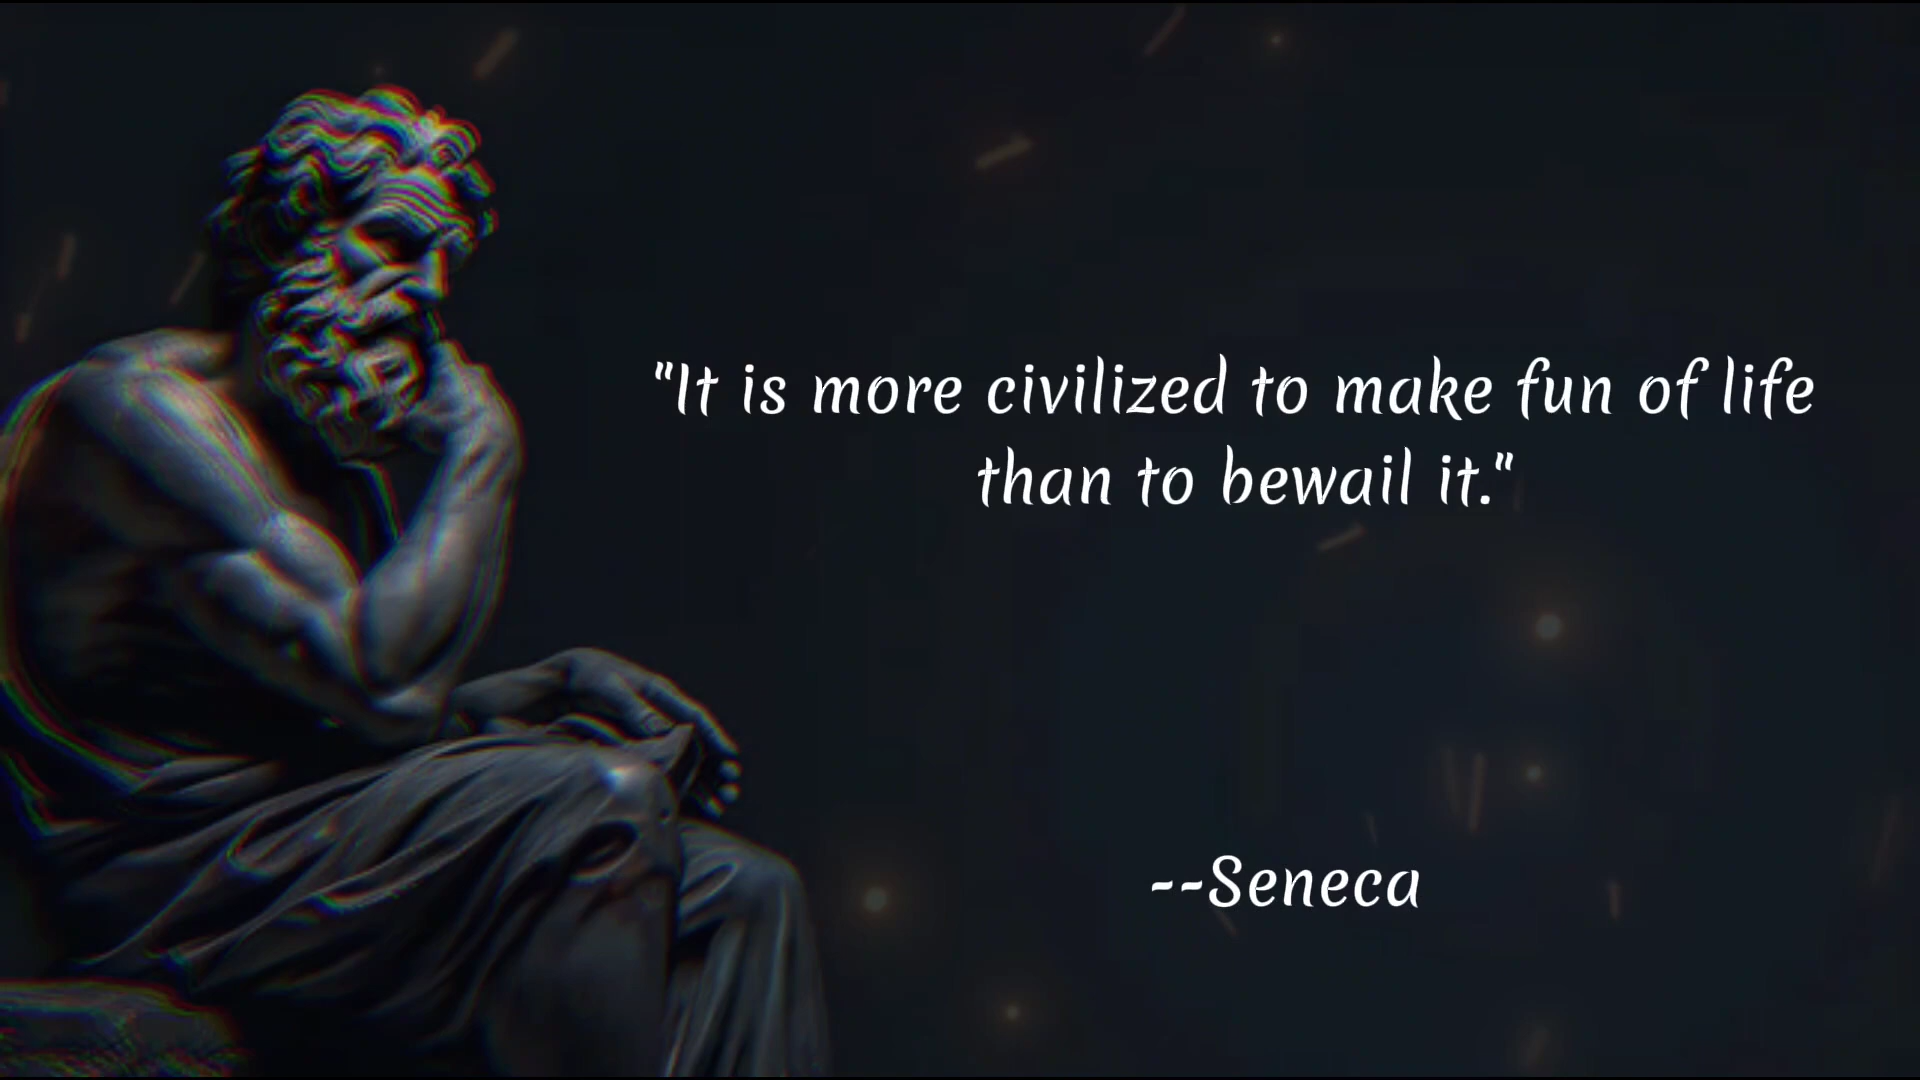 "It is more civilized to make fun of life
than to bewail it."
--Seneca